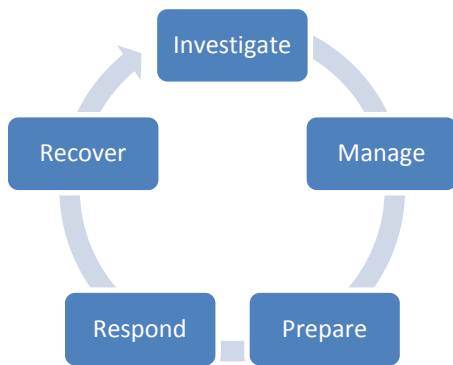 Investigate
Manage
Prepare
Respond
Recover